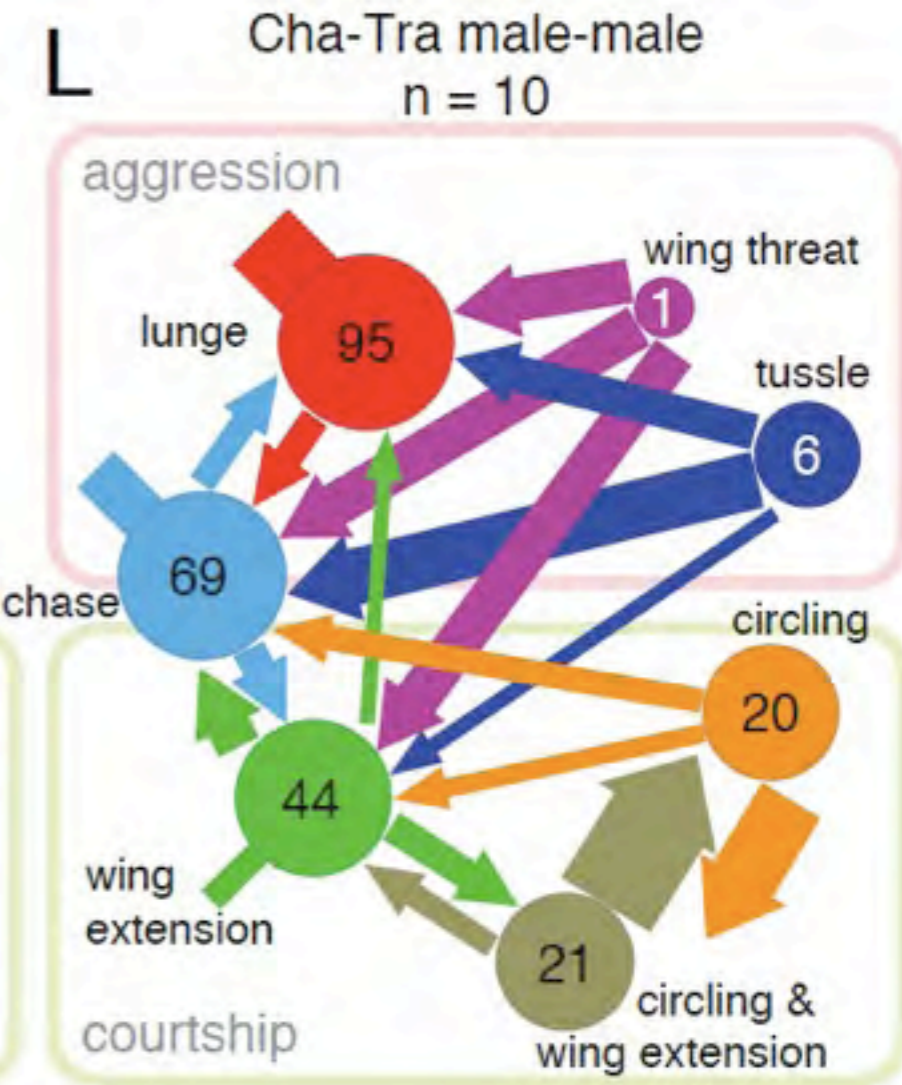 L
Cha-Tra male-male
n = 10
aggression
wing threat
1
lunge
95
tussle
6
69
chase
circling
20
44
wing
extension
21
circling &
wing extension
courtship